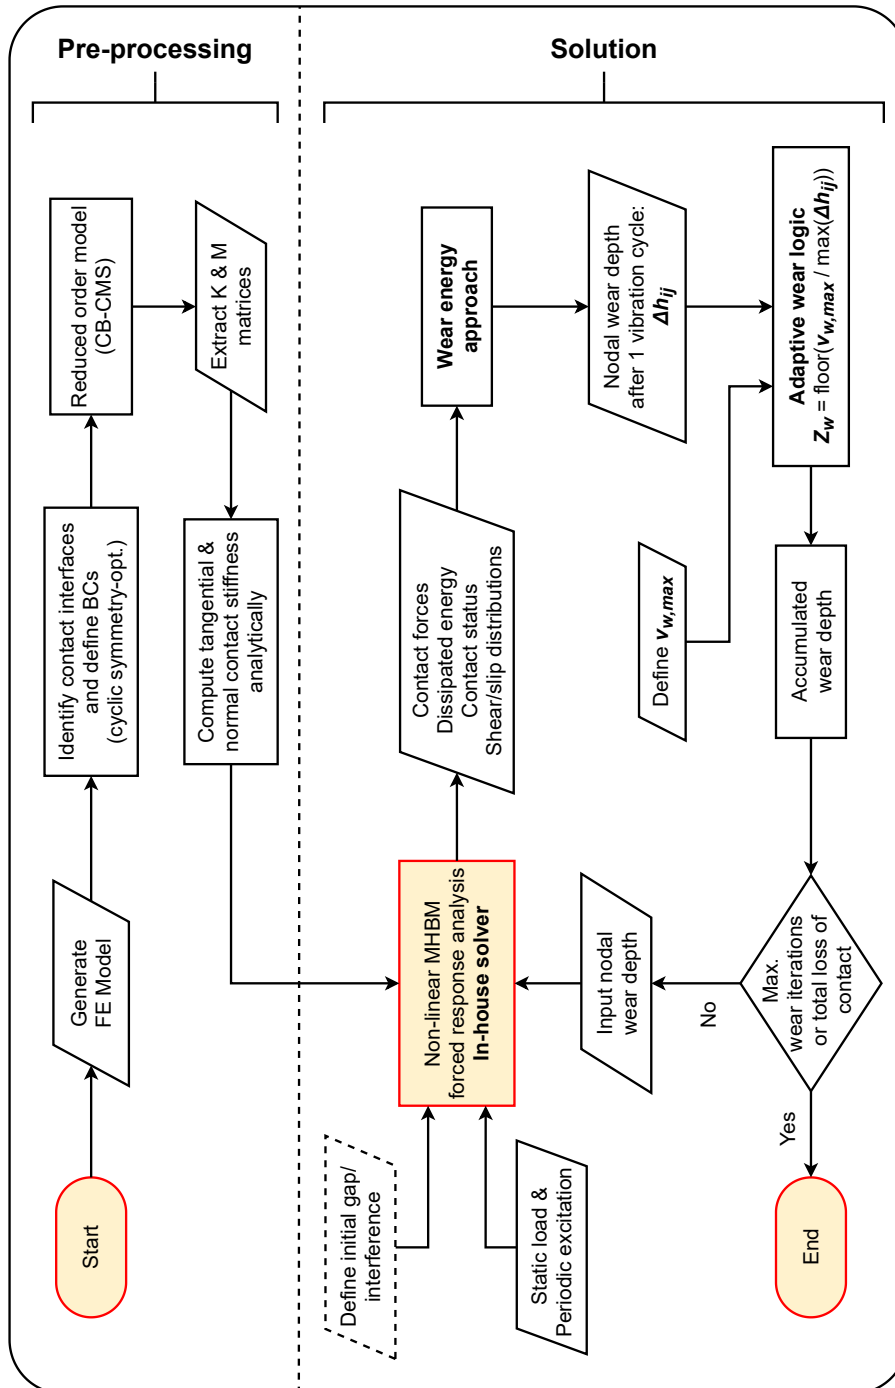 Pre-processing
Start
Generate
FE Model
Identify contact interfaces
and define BCs
(cyclic symmetry-opt.)
Reduced order model
(CB-CMS)
Extract K & M
matrices
Compute tangential &
normal contact stiffness
analytically
Solution
Define initial gap/
interference
Static load &
Periodic excitation
Non-linear MHBM
forced response analysis
In-house solver
Contact forces
Dissipated energy
Contact status
Shear/slip distributions
Wear energy
approach
Nodal wear depth
after 1 vibration cycle:
Δh_ij
Define v_w,max
Adaptive wear logic
Z_w = floor(v_w,max / max(Δh_ij))
Accumulated
wear depth
Max.
wear iterations
or total loss of
contact
No
Input nodal
wear depth
Yes
End